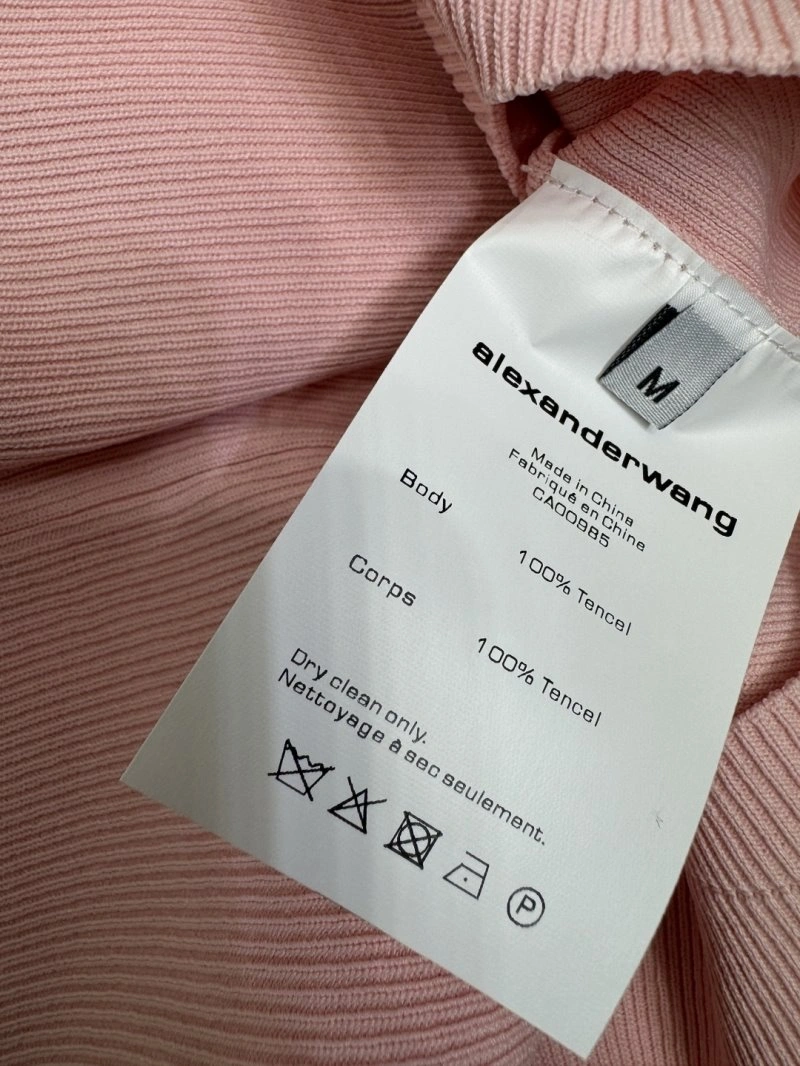 M
alexanderwang
Made in China
Fabriqué en Chine
CA00985
Body
100% Tencel
Corps
100% Tencel
Dry clean only.
Nettoyage à sec seulement.
P